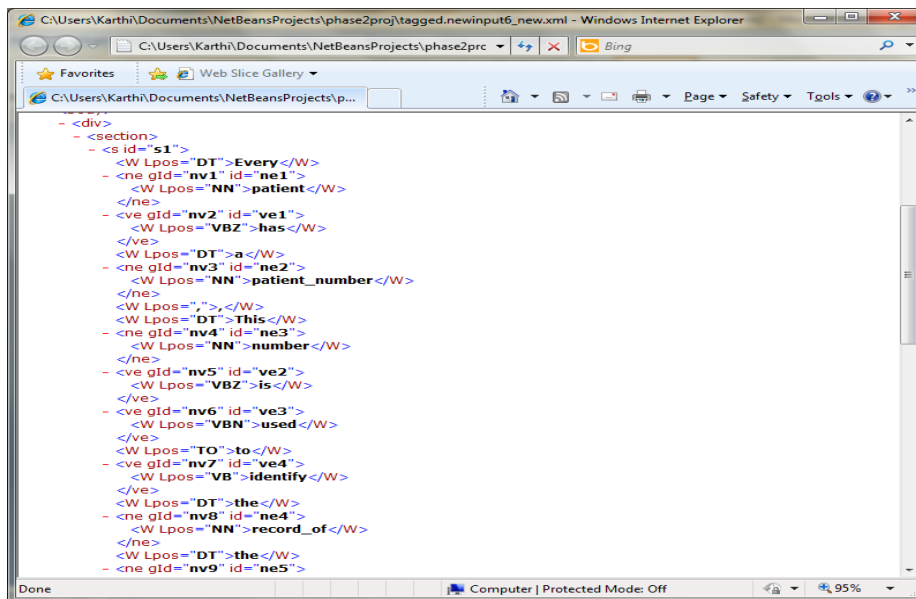 C:\Users\Karthi\Documents\NetBeansProjects\phase2proj\tagged.newinput6_new.xml - Windows Internet Explorer
C:\Users\Karthi\Documents\NetBeansProjects\phase2prc Bing
Favorites Web Slice Gallery
C:\Users\Karthi\Documents\NetBeansProjects\p... Page Safety Tools »
- <div>
- <section>
- <s id="s1">
<W Lpos="DT">Every</W>
- <ne gId="nv1" id="ne1">
<W Lpos="NN">patient</W>
</ne>
- <ve gId="nv2" id="ve1">
<W Lpos="VBZ">has</W>
</ve>
<W Lpos="DT">a</W>
- <ne gId="nv3" id="ne2">
<W Lpos="NN">patient_number</W>
</ne>
<W Lpos=",">,</W>
<W Lpos="DT">This</W>
- <ne gId="nv4" id="ne3">
<W Lpos="NN">number</W>
</ne>
- <ve gId="nv5" id="ve2">
<W Lpos="VBZ">is</W>
</ve>
- <ve gId="nv6" id="ve3">
<W Lpos="VBN">used</W>
</ve>
<W Lpos="TO">to</W>
- <ve gId="nv7" id="ve4">
<W Lpos="VB">identify</W>
</ve>
<W Lpos="DT">the</W>
- <ne gId="nv8" id="ne4">
<W Lpos="NN">record_of</W>
</ne>
<W Lpos="DT">the</W>
- <ne gId="nv9" id="ne5">
Done Computer | Protected Mode: Off 95%